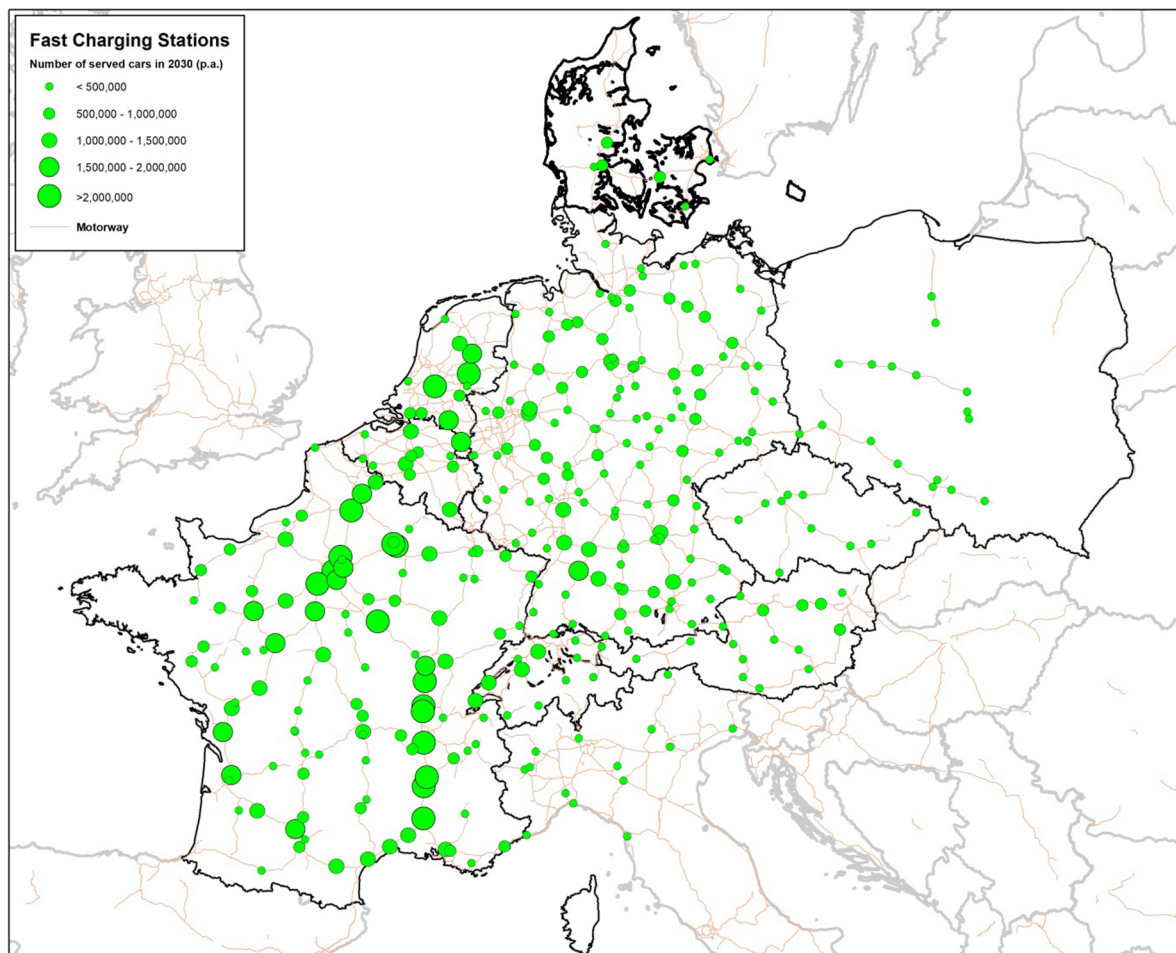 Fast Charging Stations
Number of served cars in 2030 (p.a.)
< 500,000
500,000 - 1,000,000
1,000,000 - 1,500,000
1,500,000 - 2,000,000
>2,000,000
Motorway